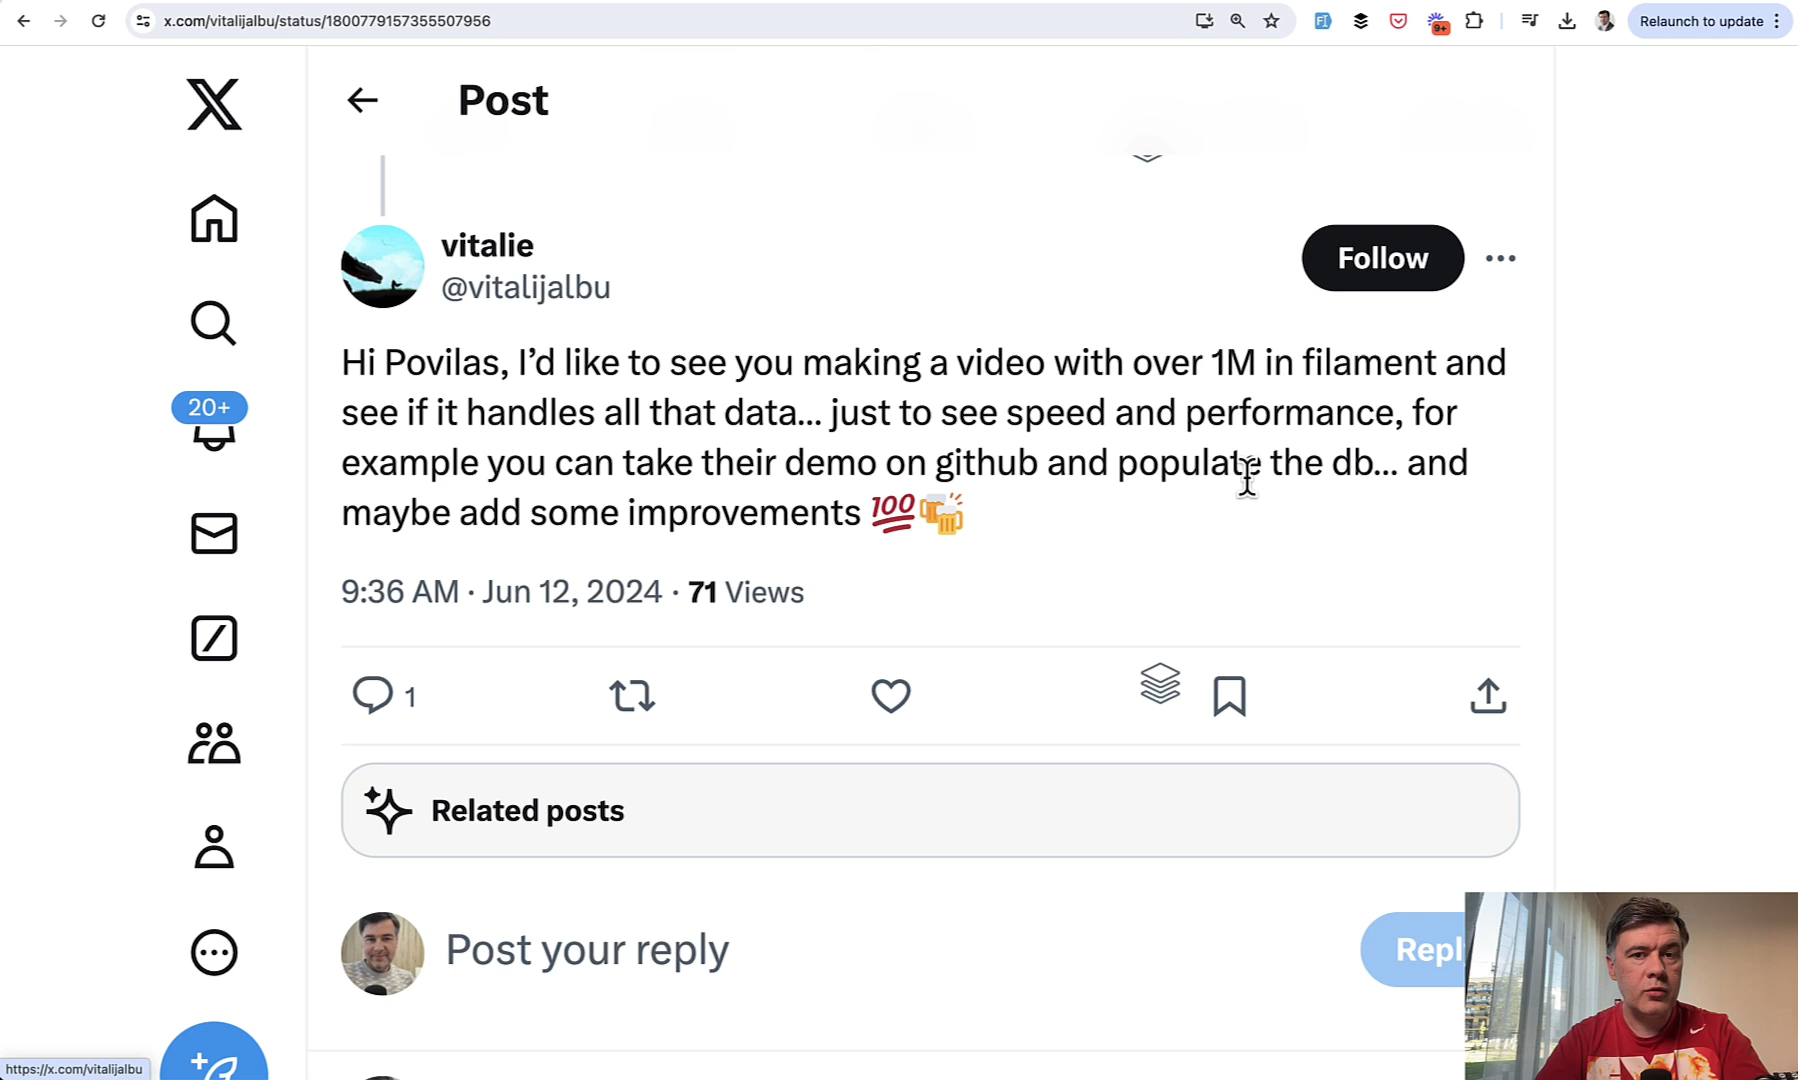 x.com/vitalijalbu/status/1800779157355507956
9+
Relaunch to update
Post
vitalie
@vitalijalbu
Follow
Hi Povilas, I’d like to see you making a video with over 1M in filament and
see if it handles all that data... just to see speed and performance, for
example you can take their demo on github and populate the db... and
maybe add some improvements 💯🍻
20+
9:36 AM · Jun 12, 2024 · 71 Views
1
Related posts
Post your reply
Repl
https://x.com/vitalijalbu